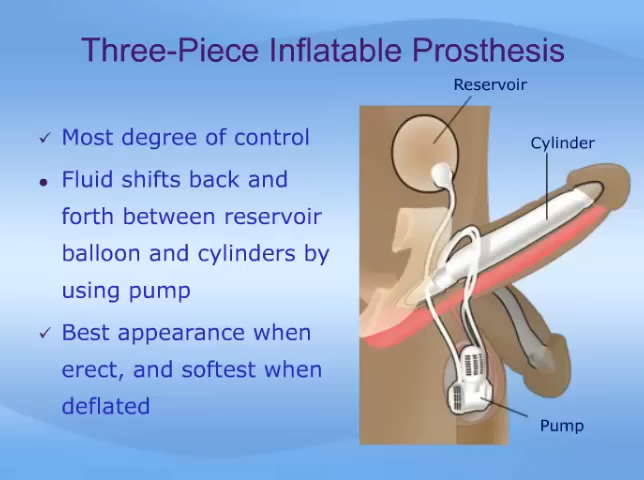 Three-Piece Inflatable Prosthesis
Reservoir
✓ Most degree of control
Cylinder
● Fluid shifts back and
forth between reservoir
balloon and cylinders by
using pump
✓ Best appearance when
erect, and softest when
deflated
Pump